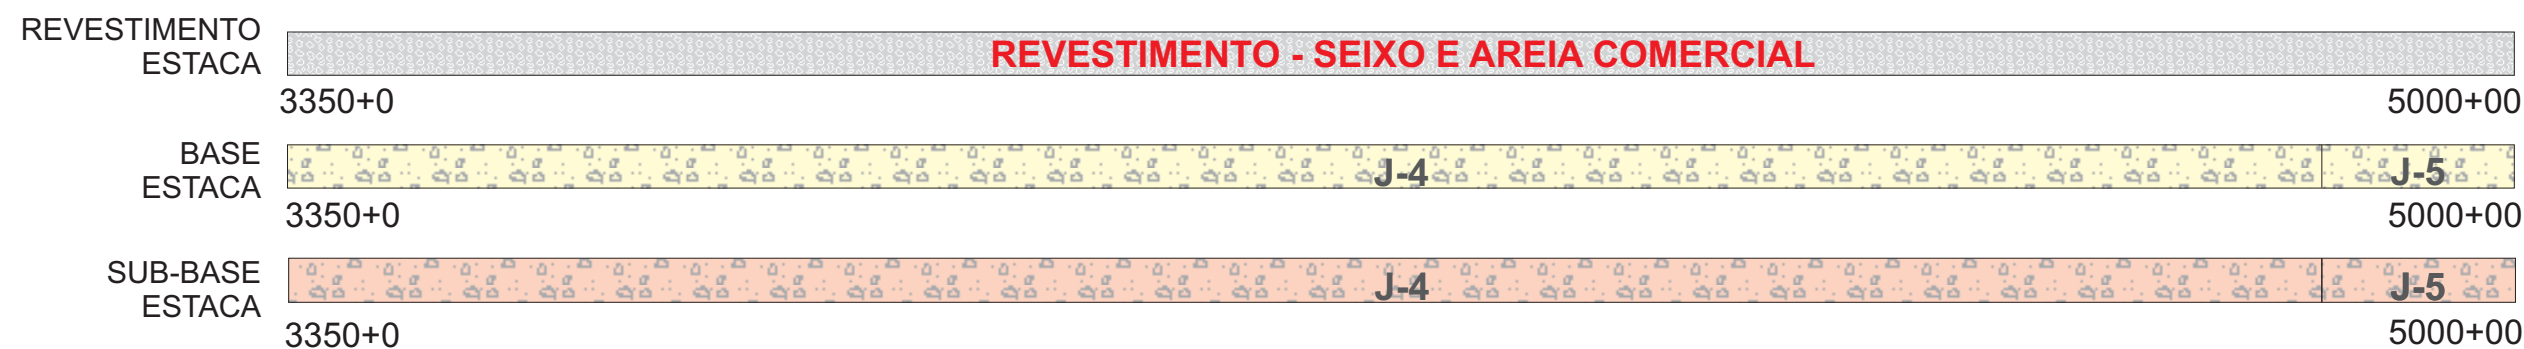 REVESTIMENTO
ESTACA
REVESTIMENTO - SEIXO E AREIA COMERCIAL
3350+0 5000+00
BASE
ESTACA
J-4 J-5
3350+0 5000+00
SUB-BASE
ESTACA
J-4 J-5
3350+0 5000+00